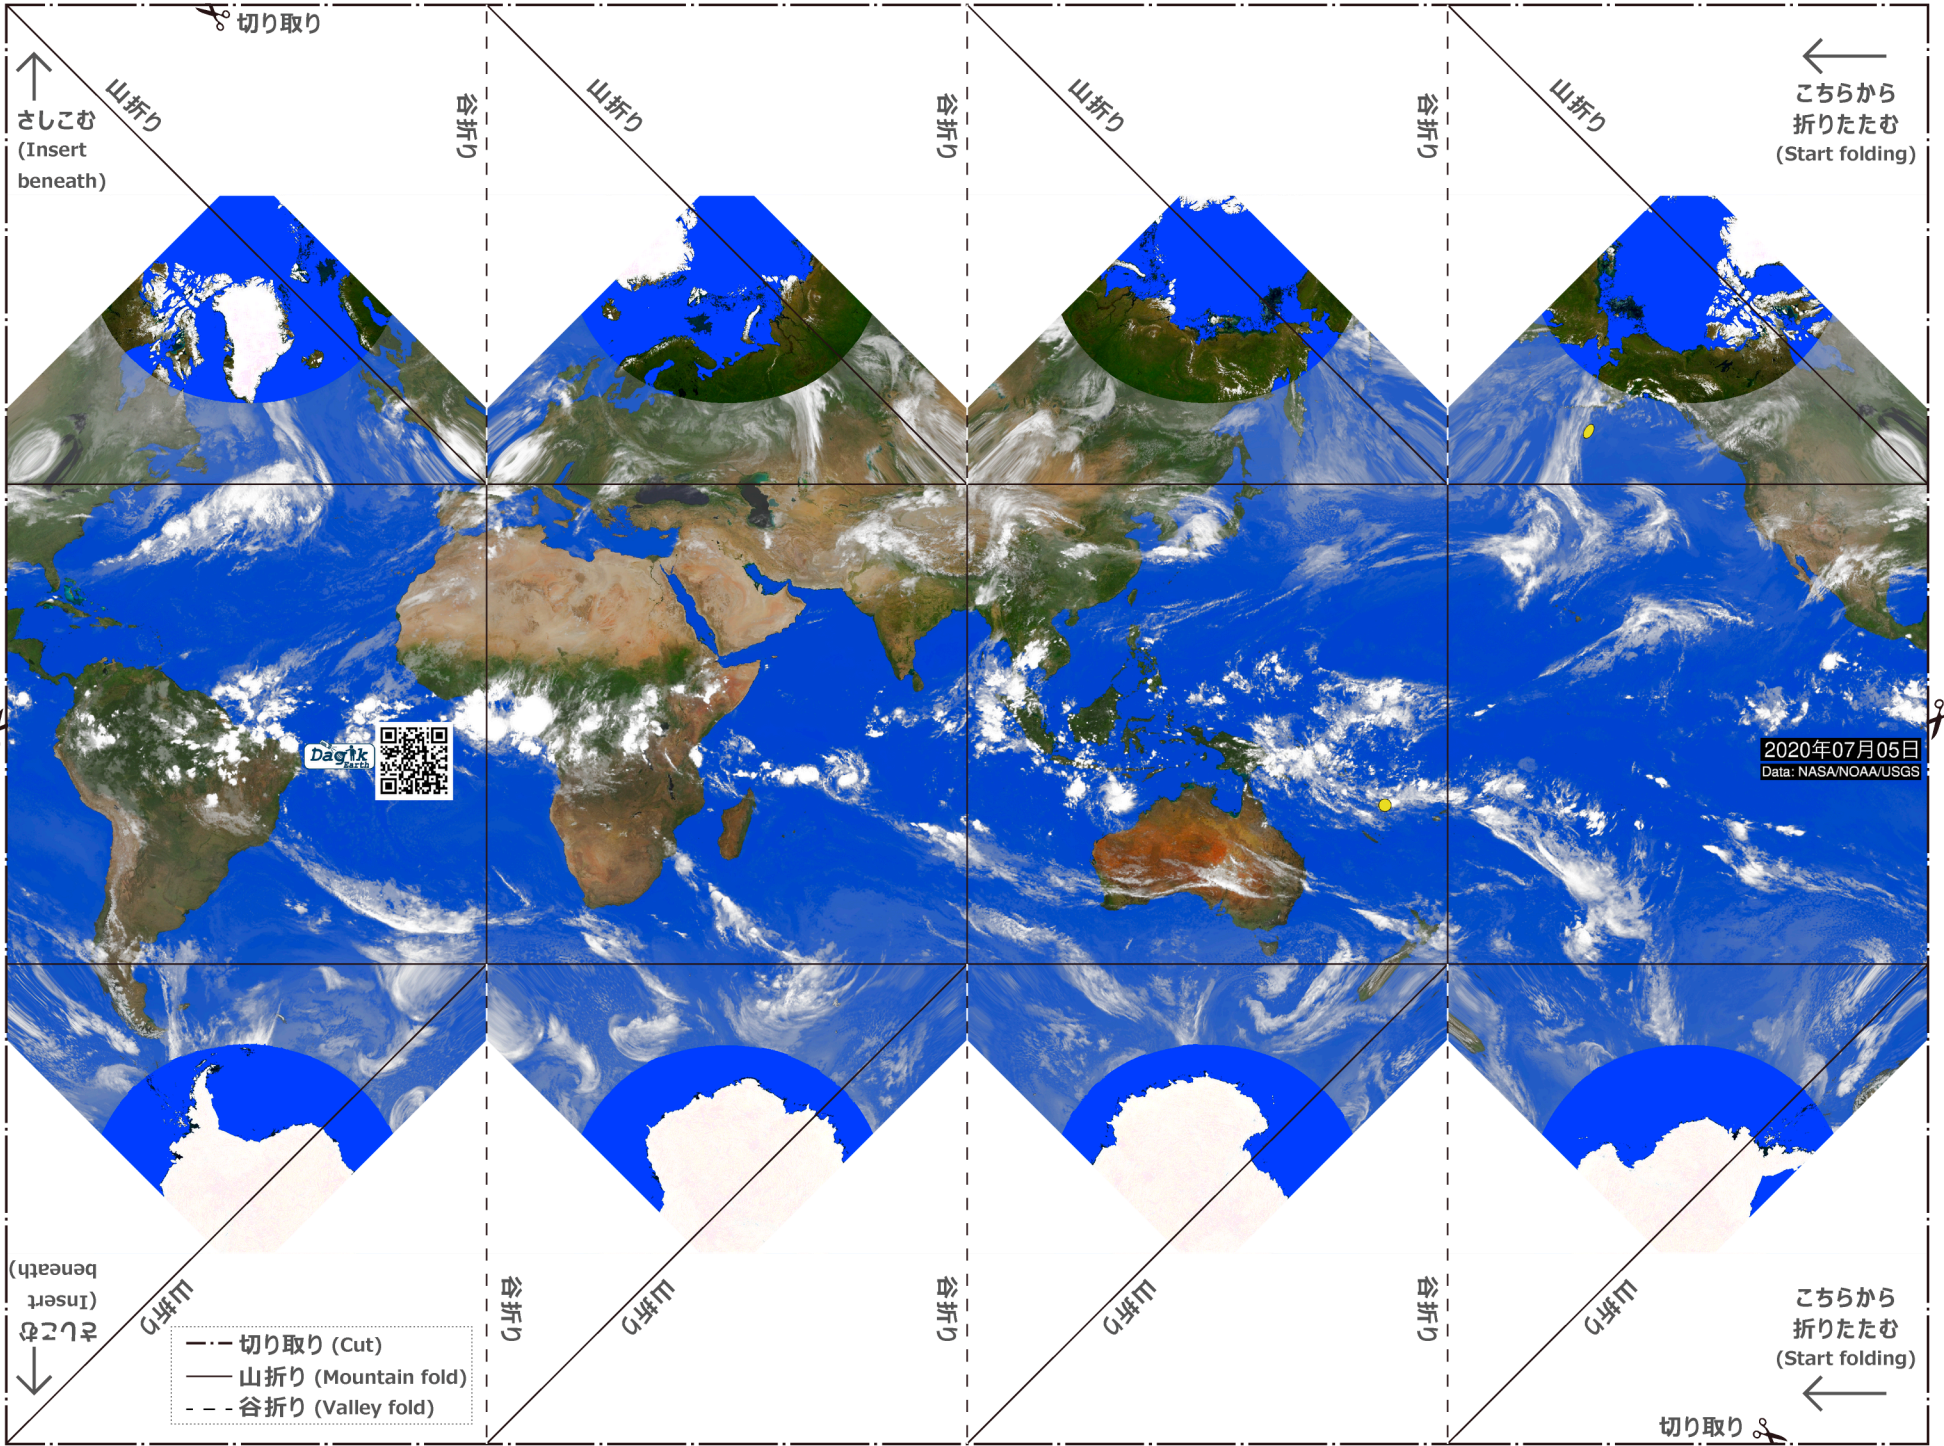 切り取り
山折り
谷折り
山折り
谷折り
山折り
谷折り
山折り
さしこむ
(Insert
beneath)
こちらから
折りたたむ
(Start folding)
Dagik
Earth
2020年07月05日
Data: NASA/NOAA/USGS
さしこむ
(Insert
beneath)
山折り
谷折り
山折り
谷折り
山折り
谷折り
山折り
こちらから
折りたたむ
(Start folding)
切り取り (Cut)
山折り (Mountain fold)
谷折り (Valley fold)
切り取り